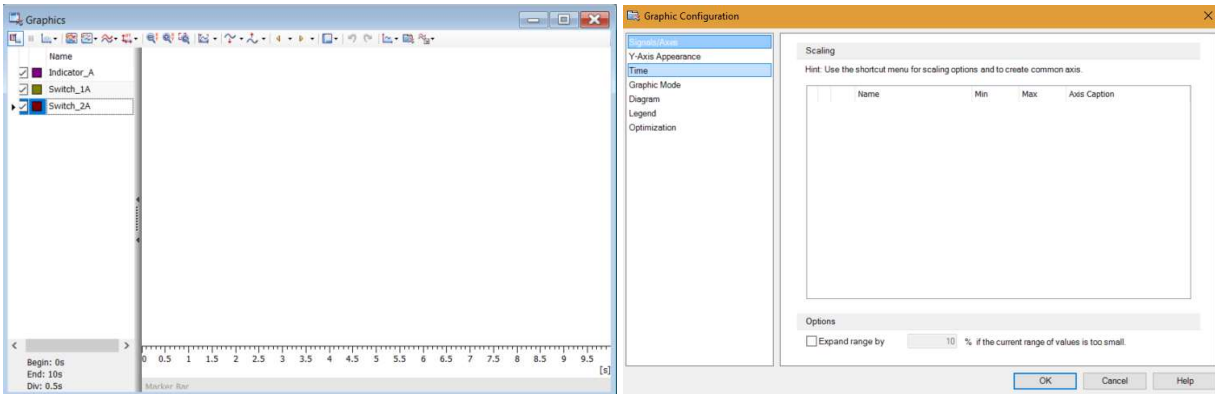 Graphics
Name
Indicator_A
Switch_1A
Switch_2A
Begin: 0s
End: 10s
Div: 0.5s
0 0.5 1 1.5 2 2.5 3 3.5 4 4.5 5 5.5 6 6.5 7 7.5 8 8.5 9 9.5
[s]
Marker Bar
Graphic Configuration
Signals/Axes
Y-Axis Appearance
Time
Graphic Mode
Diagram
Legend
Optimization
Scaling
Hint: Use the shortcut menu for scaling options and to create common axis.
Name Min Max Axis Caption
Options
Expand range by 10 % if the current range of values is too small.
OK Cancel Help